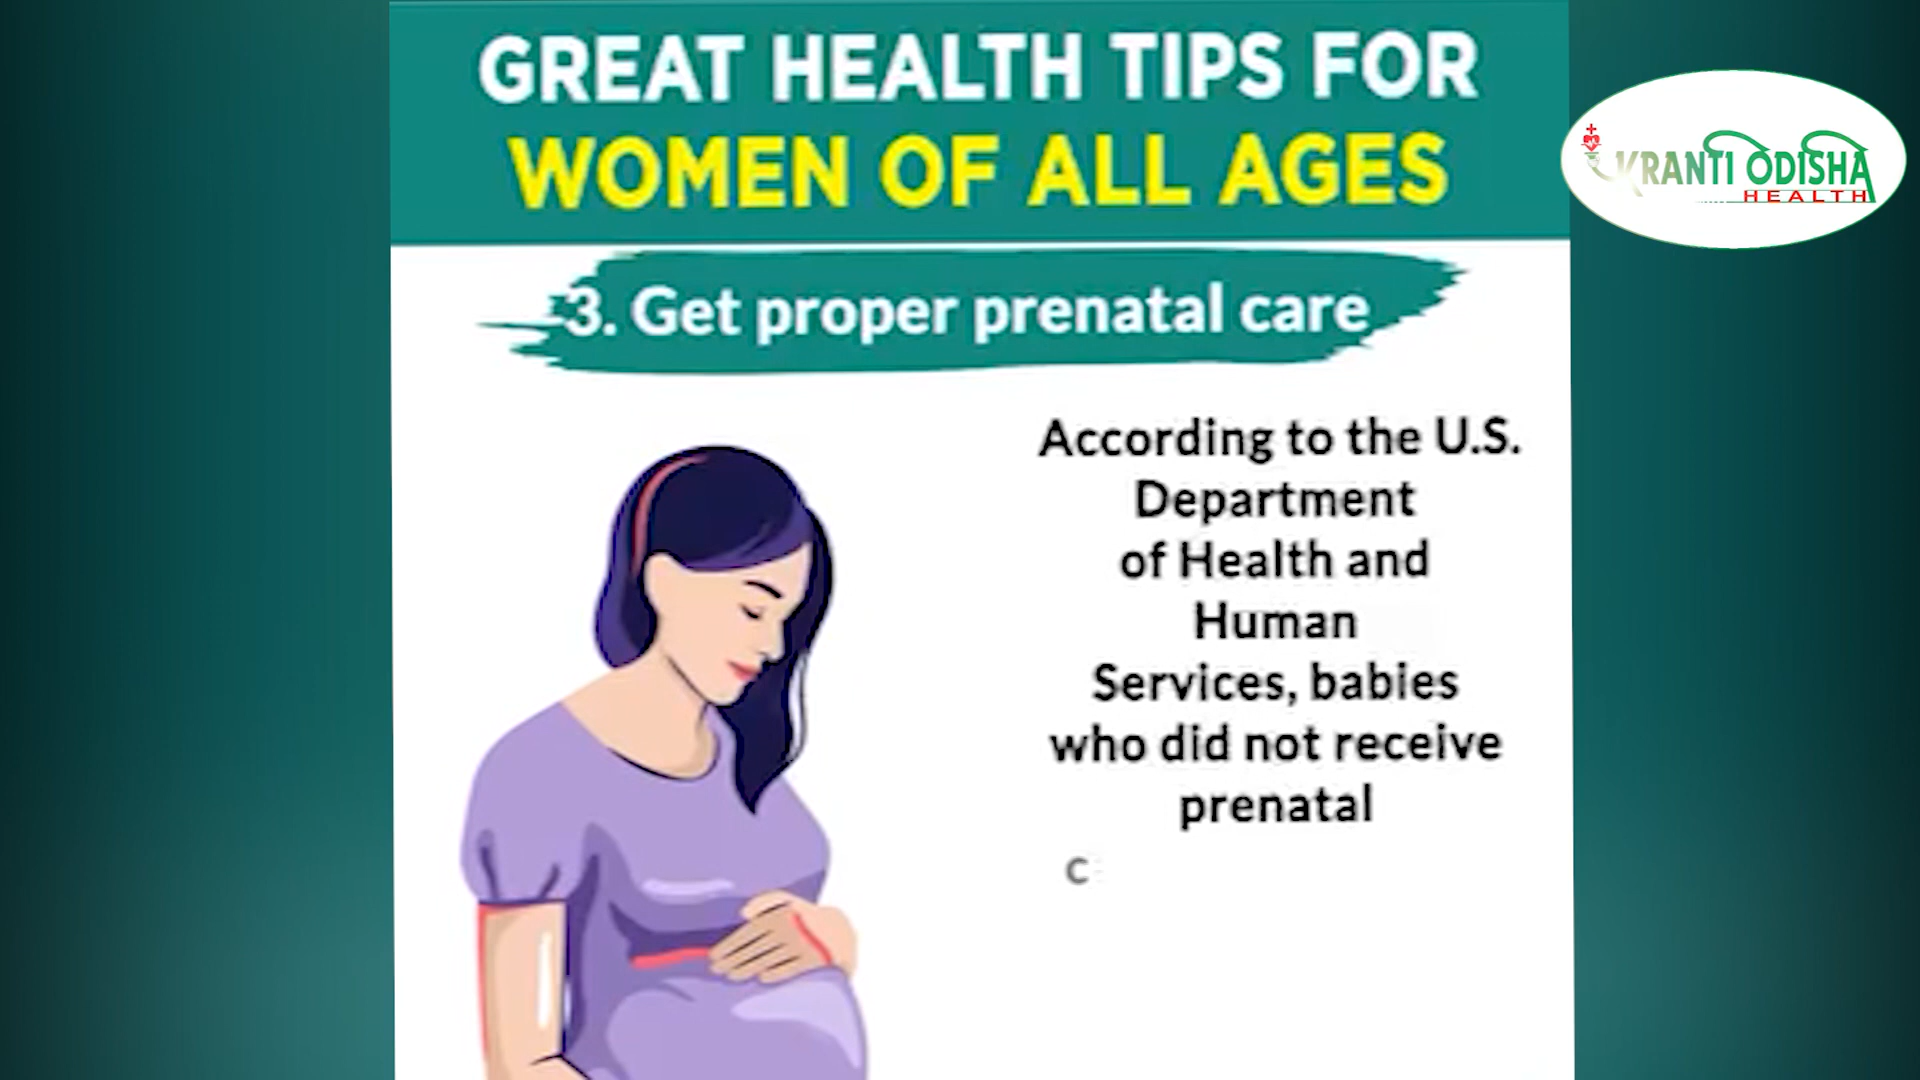 GREAT HEALTH TIPS FOR
WOMEN OF ALL AGES
KRANTI ODISHA
HEALTH
3. Get proper prenatal care
According to the U.S.
Department
of Health and
Human
Services, babies
who did not receive
prenatal
c